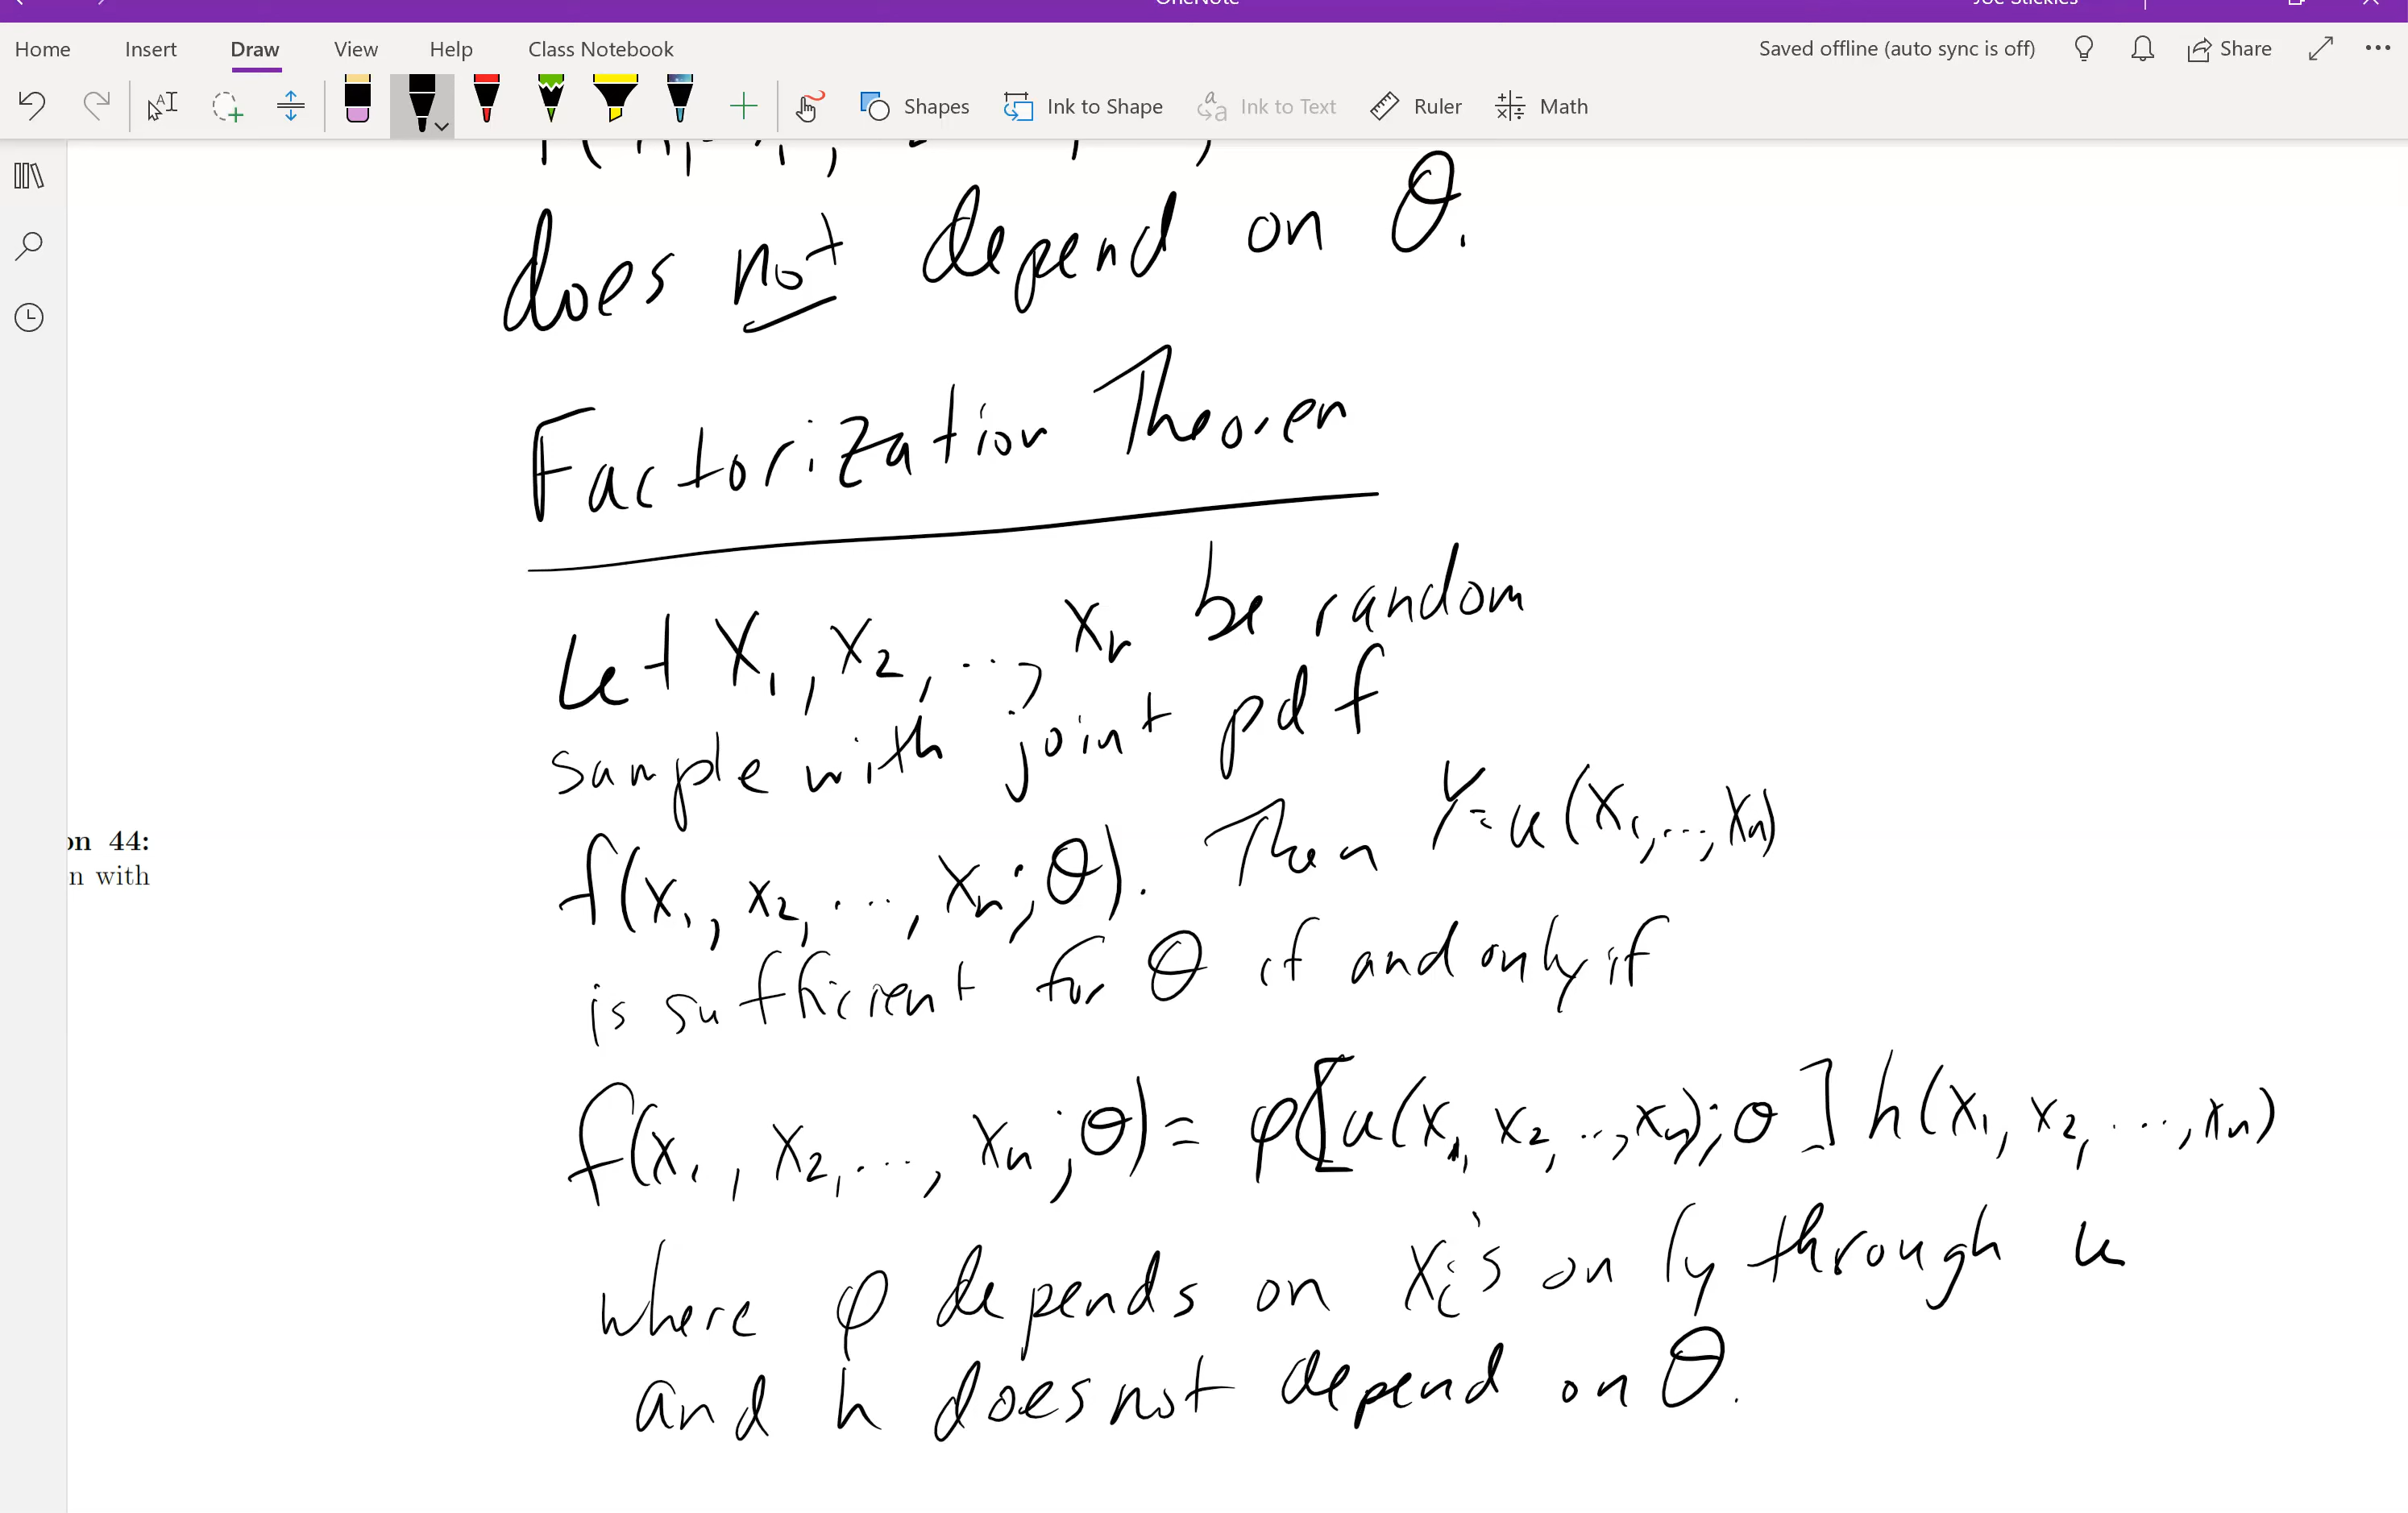 Home Insert Draw View Help Class Notebook Saved offline (auto sync is off) Share
Shapes Ink to Shape Ink to Text Ruler Math
does not depend on θ.
Factorization Theorem
Let X₁, X₂, ..., Xₙ be random
sample with joint pdf
f(x₁, x₂, ..., xₙ; θ). Then Y = u(X₁, ..., Xₙ)
on 44:
n with
is sufficient for θ if and only if
f(x₁, x₂, ..., xₙ; θ) = φ[u(x₁, x₂, ..., xₙ); θ] h(x₁, x₂, ..., xₙ)
where φ depends on xᵢ's only through u
and h does not depend on θ.